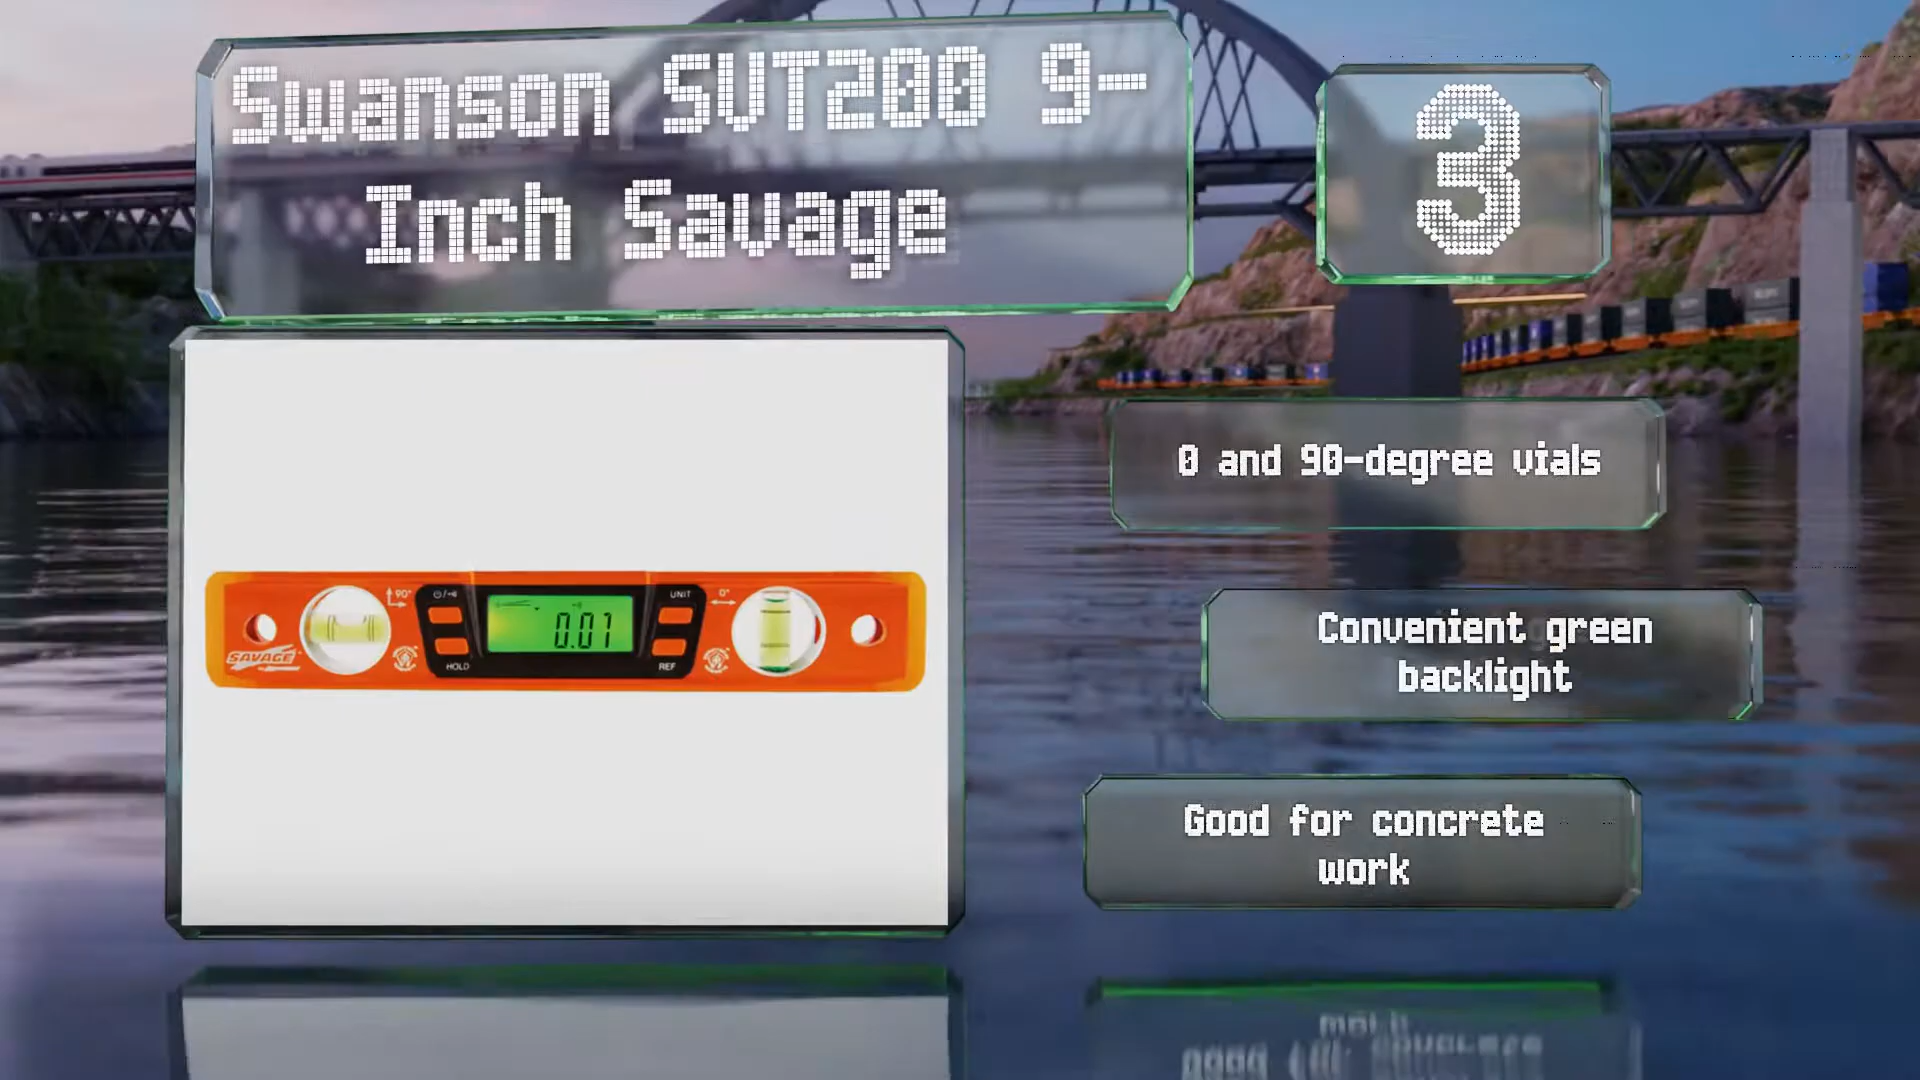 Swanson SVT200 9-
Inch Savage
3
0 and 90-degree vials
Convenient green
backlight
Good for concrete
work
90°
UNIT
0°
0.01
SAVAGE
HOLD
REF